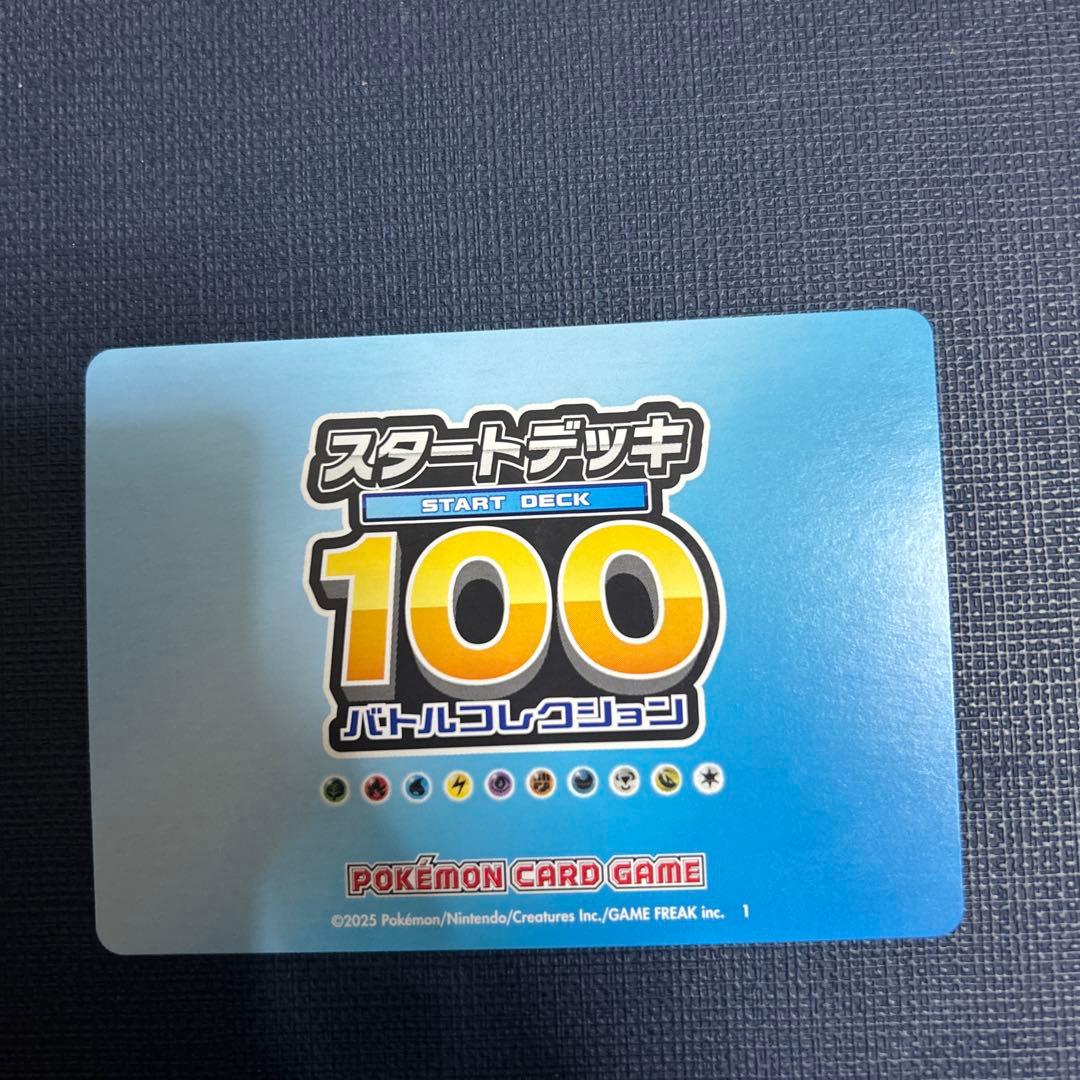 スタートデッキ
START DECK
100
バトルコレクション
POKÉMON CARD GAME
©2025 Pokémon/Nintendo/Creatures Inc./GAME FREAK inc. 1